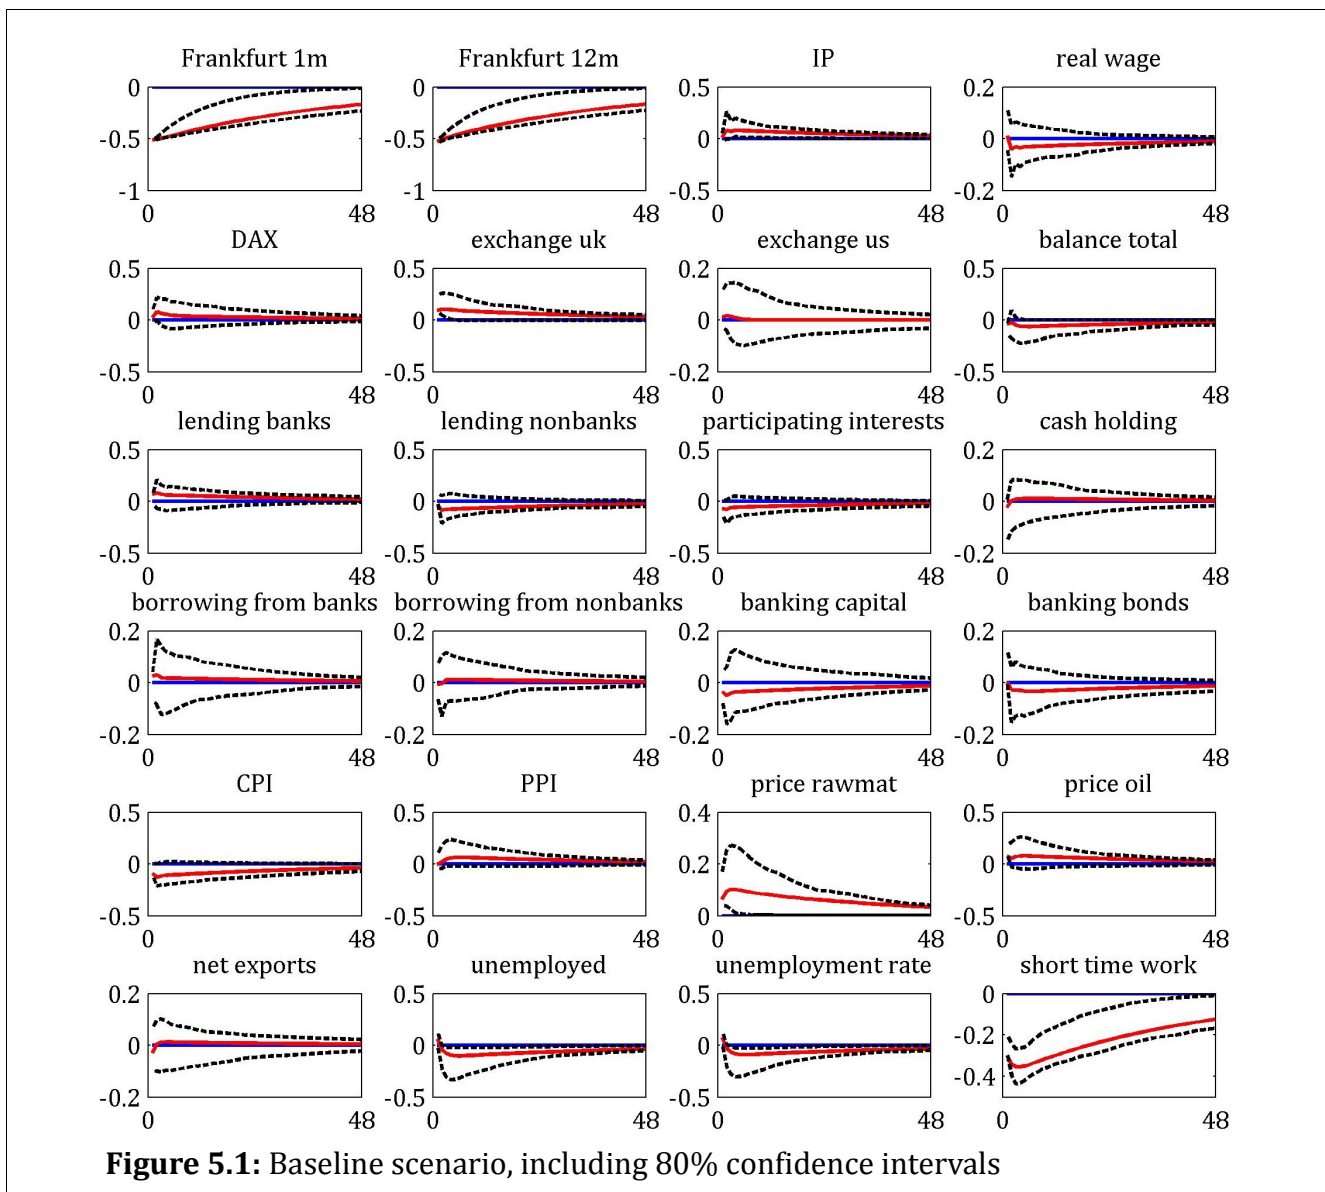 Frankfurt 1m Frankfurt 12m IP real wage
0 0 0.5 0.2
-0.5 -0.5 0 0
-1 -1 -0.5 -0.2
0 48 0 48 0 48 0 48
DAX exchange uk exchange us balance total
0.5 0.5 0.2 0.5
0 0 0 0
-0.5 -0.5 -0.2 -0.5
0 48 0 48 0 48 0 48
lending banks lending nonbanks participating interests cash holding
0.5 0.5 0.5 0.2
0 0 0 0
-0.5 -0.5 -0.5 -0.2
0 48 0 48 0 48 0 48
borrowing from banks borrowing from nonbanks banking capital banking bonds
0.2 0.2 0.2 0.2
0 0 0 0
-0.2 -0.2 -0.2 -0.2
0 48 0 48 0 48 0 48
CPI PPI price rawmat price oil
0.5 0.5 0.4 0.5
0 0 0.2 0
-0.5 -0.5 0 -0.5
0 48 0 48 0 48 0 48
net exports unemployed unemployment rate short time work
0.2 0.5 0.5 0
0 0 0 -0.2
-0.2 -0.5 -0.5 -0.4
0 48 0 48 0 48 0 48
Figure 5.1: Baseline scenario, including 80% confidence intervals